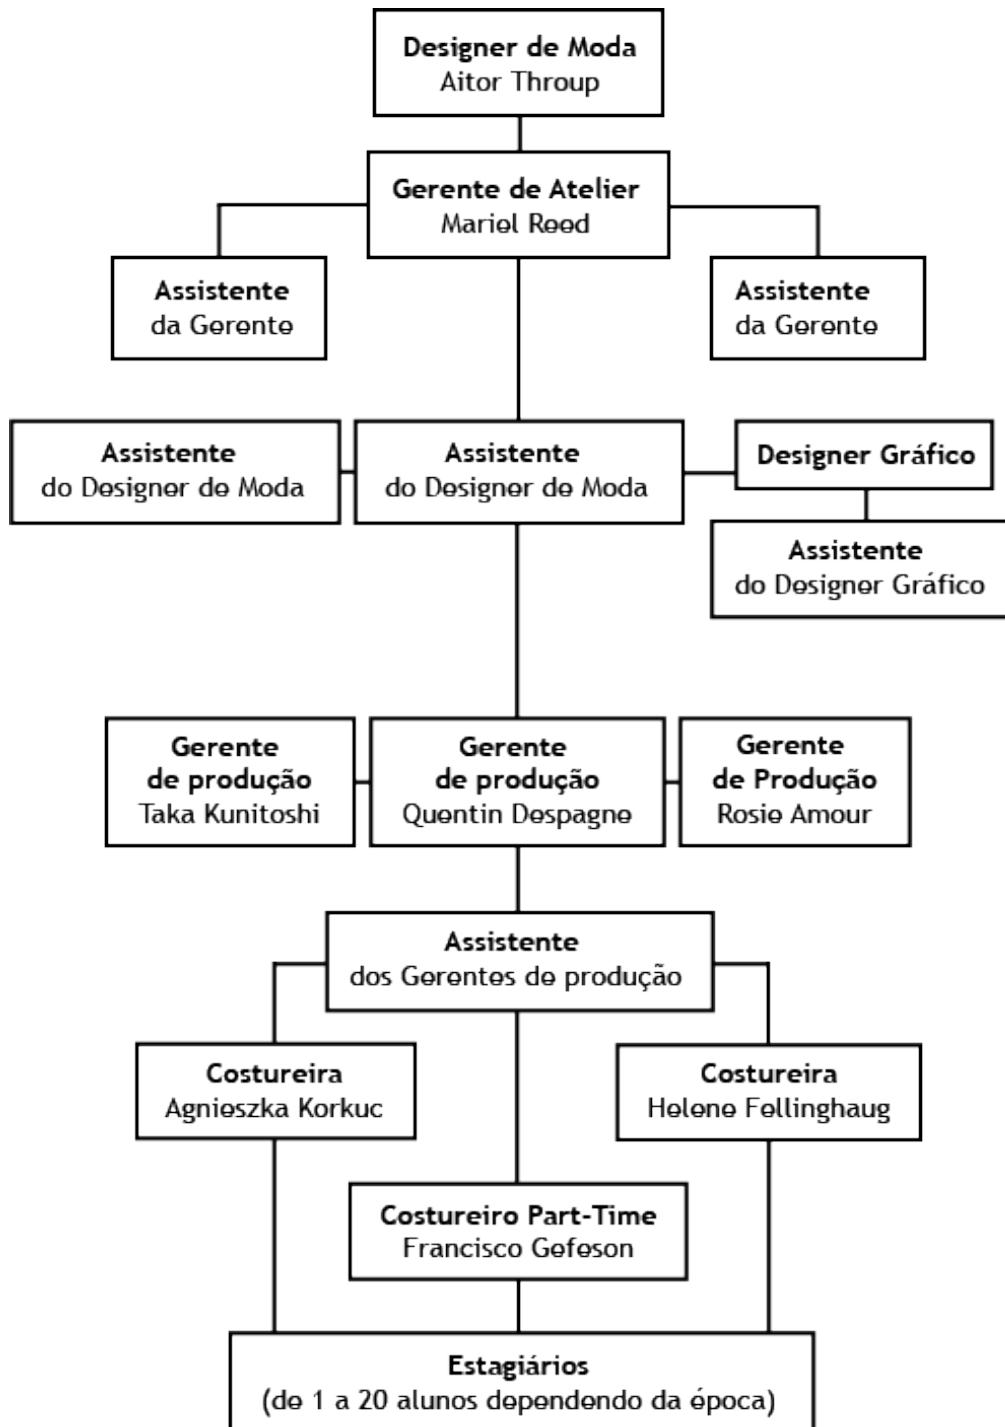 Designer de Moda
Aitor Throup
Gerente de Atelier
Mariel Reed
Assistente
da Gerente
Assistente
da Gerente
Assistente
do Designer de Moda
Assistente
do Designer de Moda
Designer Gráfico
Assistente
do Designer Gráfico
Gerente
de produção
Taka Kunitoshi
Gerente
de produção
Quentin Despagne
Gerente
de Produção
Rosie Amour
Assistente
dos Gerentes de produção
Costureira
Agnieszka Korkuc
Costureira
Helene Fellinghaug
Costureiro Part-Time
Francisco Gefeson
Estagiários
(de 1 a 20 alunos dependendo da época)